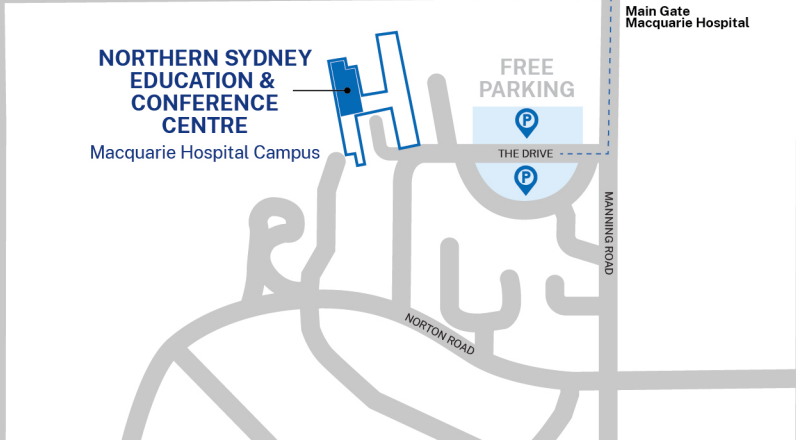 Main Gate
Macquarie Hospital
NORTHERN SYDNEY
EDUCATION &
CONFERENCE
CENTRE
Macquarie Hospital Campus
FREE
PARKING
P
THE DRIVE
P
MANNING ROAD
NORTON ROAD